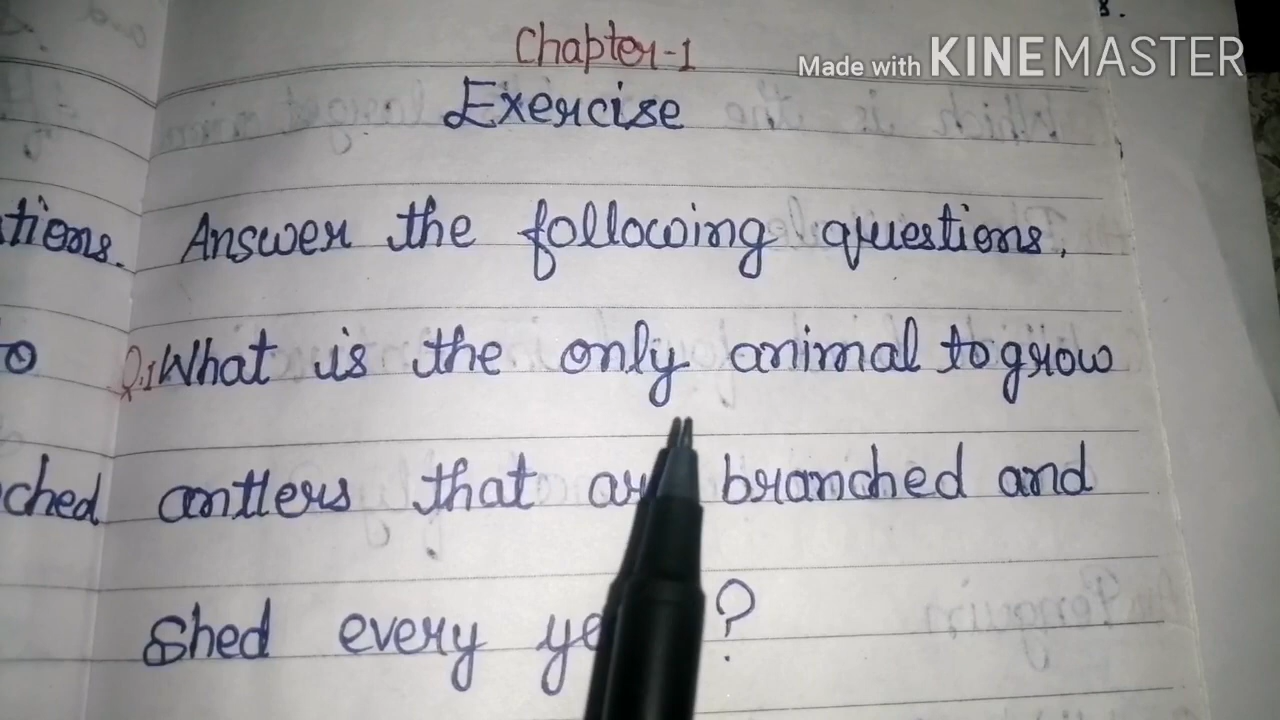 Chapter-1
Made with KINEMASTER
Exercise
tions. Answer the following questions.
Q.1 What is the only animal to grow
ched antlers that are branched and
shed every ye ?